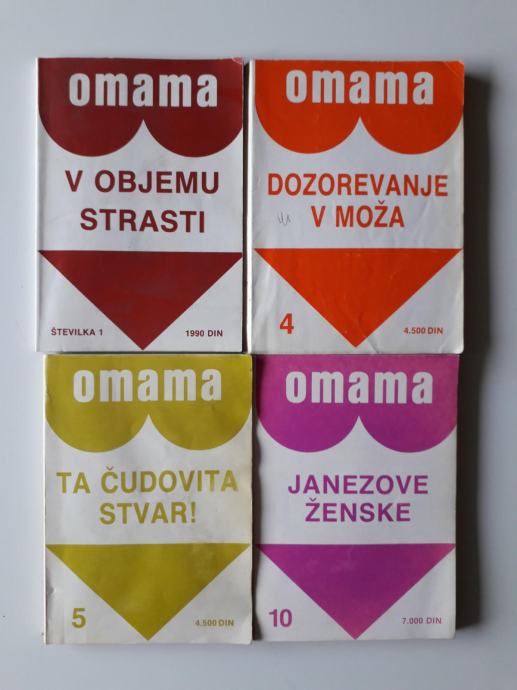 omama
V OBJEMU
STRASTI
ŠTEVILKA 1
1990 DIN
omama
DOZOREVANJE
V MOŽA
4
4.500 DIN
omama
TA ČUDOVITA
STVAR!
5
4.500 DIN
omama
JANEZOVE
ŽENSKE
10
7.000 DIN